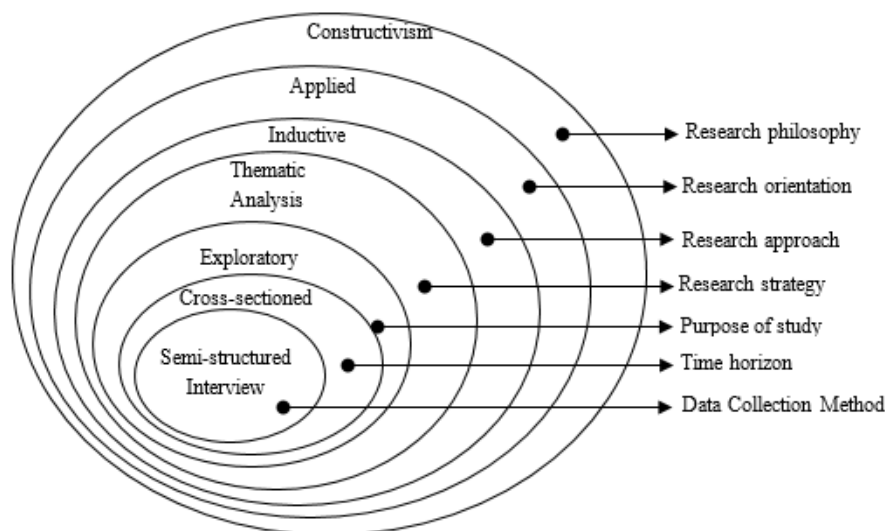 Constructivism
Applied
Inductive
Thematic
Analysis
Exploratory
Cross-sectioned
Semi-structured
Interview
Research philosophy
Research orientation
Research approach
Research strategy
Purpose of study
Time horizon
Data Collection Method